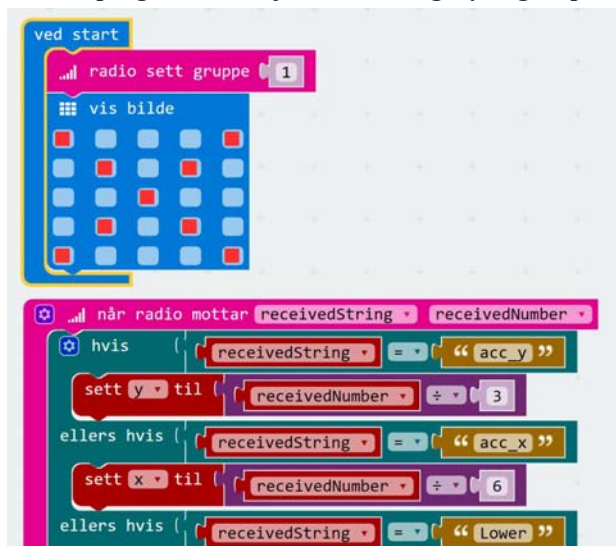 ved start
radio sett gruppe 1
vis bilde
når radio mottar receivedString receivedNumber
hvis receivedString = “ acc_y ”
sett y til receivedNumber ÷ 3
ellers hvis receivedString = “ acc_x ”
sett x til receivedNumber ÷ 6
ellers hvis receivedString = “ Lower ”